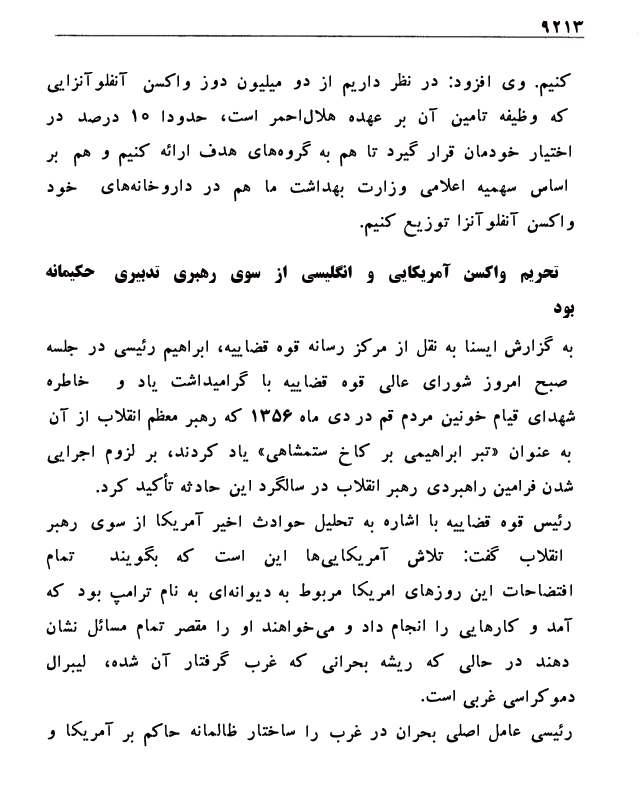 ۹۲۱۳
کنیم. وی افزود: در نظر داریم از دو میلیون دوز واکسن آنفلوآنزایی
که وظیفه تامین آن بر عهده هلال‌احمر است، حدودا ۱۰ درصد در
اختیار خودمان قرار گیرد تا هم به گروه‌های هدف ارائه کنیم و هم بر
اساس سهمیه اعلامی وزارت بهداشت ما هم در داروخانه‌های خود
واکسن آنفلوآنزا توزیع کنیم.
تحریم واکسن آمریکایی و انگلیسی از سوی رهبری تدبیری حکیمانه
بود
به گزارش ایسنا به نقل از مرکز رسانه قوه قضاییه، ابراهیم رئیسی در جلسه
صبح امروز شورای عالی قوه قضاییه با گرامیداشت یاد و خاطره
شهدای قیام خونین مردم قم در دی ماه ۱۳۵۶ که رهبر معظم انقلاب از آن
به عنوان «تبر ابراهیمی بر کاخ ستمشاهی» یاد کردند، بر لزوم اجرایی
شدن فرامین راهبردی رهبر انقلاب در سالگرد این حادثه تأکید کرد.
رئیس قوه قضاییه با اشاره به تحلیل حوادث اخیر آمریکا از سوی رهبر
انقلاب گفت: تلاش آمریکایی‌ها این است که بگویند تمام
افتضاحات این روزهای امریکا مربوط به دیوانه‌ای به نام ترامپ بود که
آمد و کارهایی را انجام داد و می‌خواهند او را مقصر تمام مسائل نشان
دهند در حالی که ریشه بحرانی که غرب گرفتار آن شده، لیبرال
دموکراسی غربی است.
رئیسی عامل اصلی بحران در غرب را ساختار ظالمانه حاکم بر آمریکا و